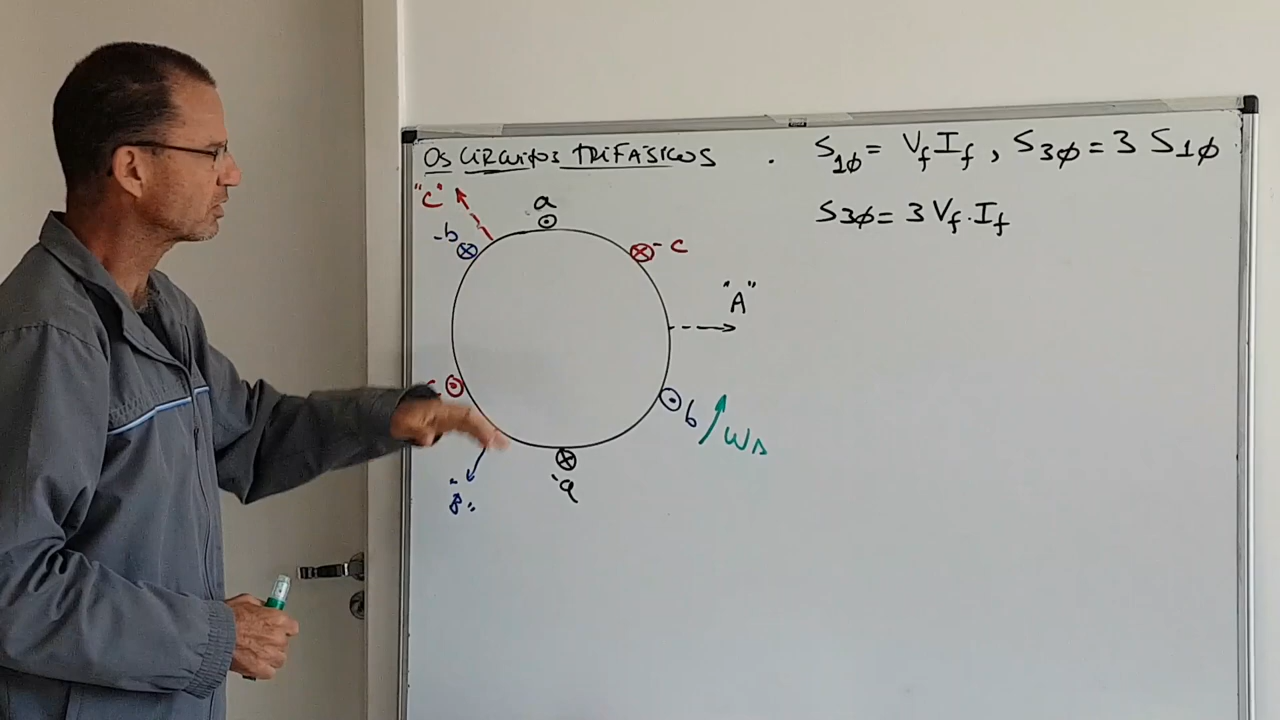 Os CIRCUITOS TRIFÁSICOS .
S1φ = Vf If , S3φ = 3 S1φ
S3φ = 3 Vf . If
"C"
a
-b
-c
"A"
b
ωs
-a
"B"